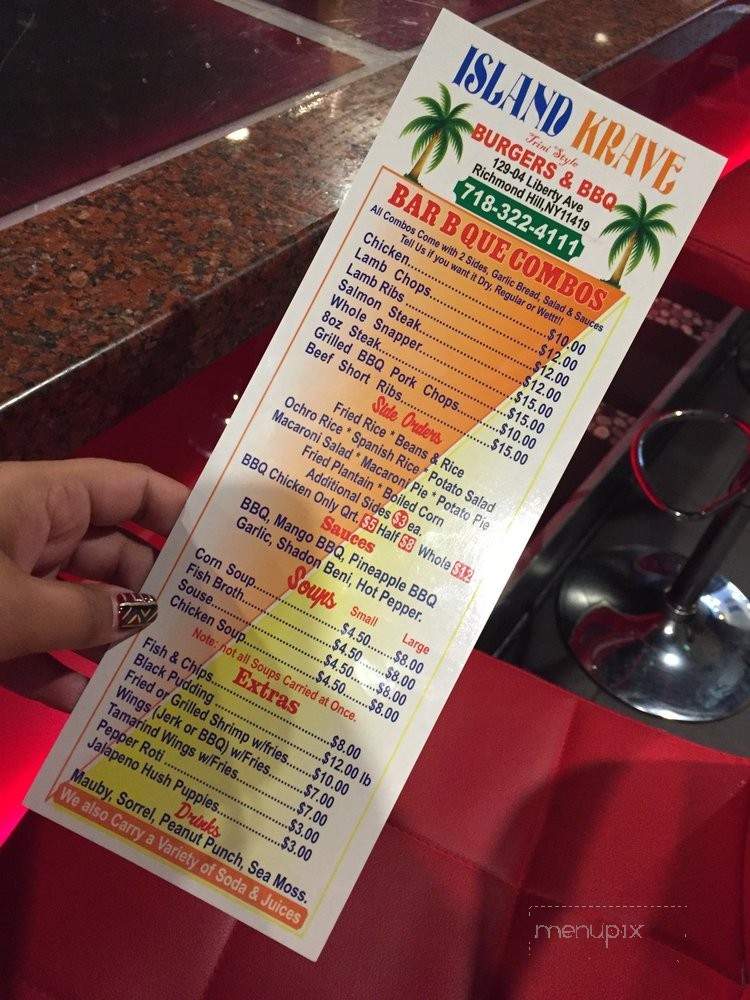 ISLAND KRAVE
Trini Style
BURGERS & BBQ
129-04 Liberty Ave
Richmond Hill,NY11419
718-322-4111
BAR B QUE COMBOS
All Combos Come with 2 Sides, Garlic Bread, Salad & Sauces
Tell Us if you want it Dry, Regular or Wettt!!
Chicken..................$10.00
Lamb Chops..................$12.00
Lamb Ribs..................$12.00
Salmon Steak..................$12.00
Whole Snapper..................$15.00
8oz Steak..................$15.00
Grilled BBQ Pork Chops..................$10.00
Beef Short Ribs..................$15.00
Side Orders
Fried Rice * Beans & Rice
Ochro Rice * Spanish Rice * Potato Salad
Macaroni Salad * Macaroni Pie * Potato Pie
Fried Plantain * Boiled Corn
Additional Sides $3 ea.
BBQ Chicken Only Qrt. $5 Half $8 Whole $12
Sauces
BBQ, Mango BBQ, Pineapple BBQ
Garlic, Shadon Beni, Hot Pepper.
Soups Small Large
Corn Soup..................$4.50......$8.00
Fish Broth..................$4.50......$8.00
Souse..................$4.50......$8.00
Chicken Soup..................$4.50......$8.00
Note: not all Soups Carried at Once.
Extras
Fish & Chips..................$8.00
Black Pudding..................$12.00 lb
Fried or Grilled Shrimp w/fries..................$10.00
Wings (Jerk or BBQ) w/Fries..................$7.00
Tamarind Wings w/Fries..................$7.00
Pepper Roti..................$3.00
Jalapeno Hush Puppies..................$3.00
Drinks
Mauby, Sorrel, Peanut Punch, Sea Moss.
We also Carry a Variety of Soda & Juices
menupix